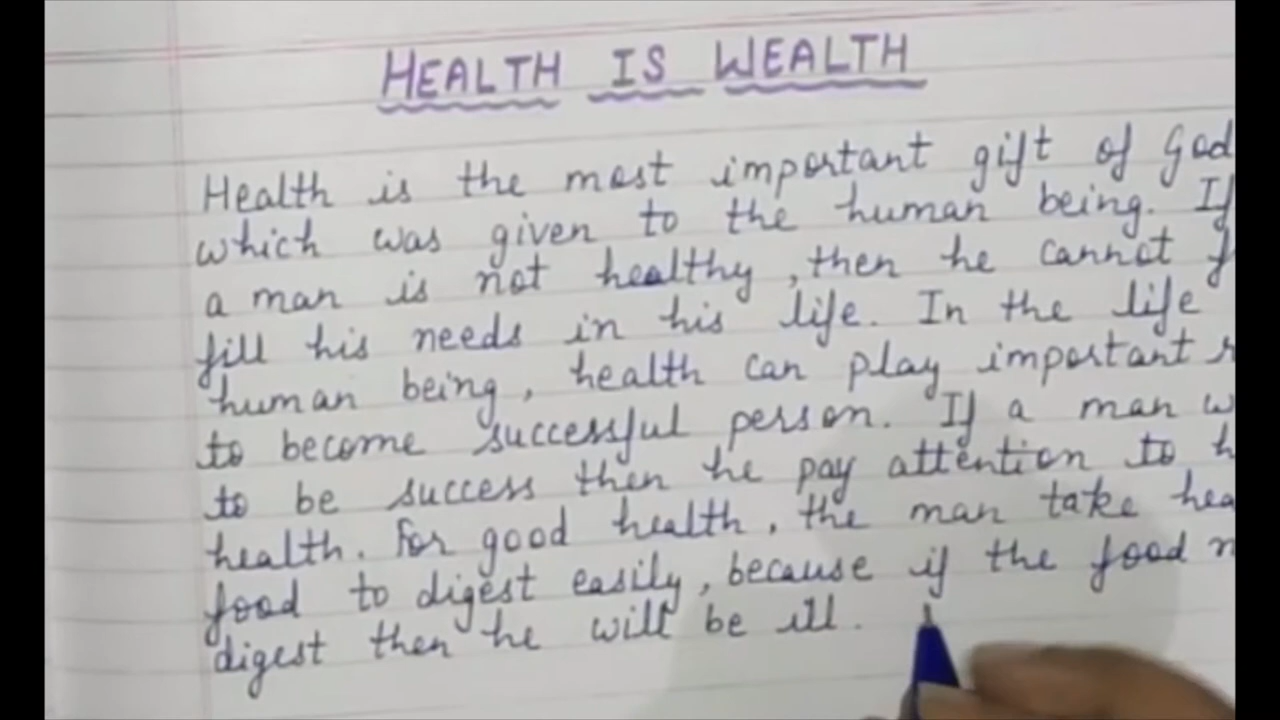 HEALTH IS WEALTH
Health is the most important gift of God
which was given to the human being. If
a man is not healthy, then he cannot
fill his needs in his life. In the life
human being, health can play important
to become successful person. If a man
to be success then he pay attention to
health. For good health, the man take
food to digest easily, because if the food
digest then he will be ill.